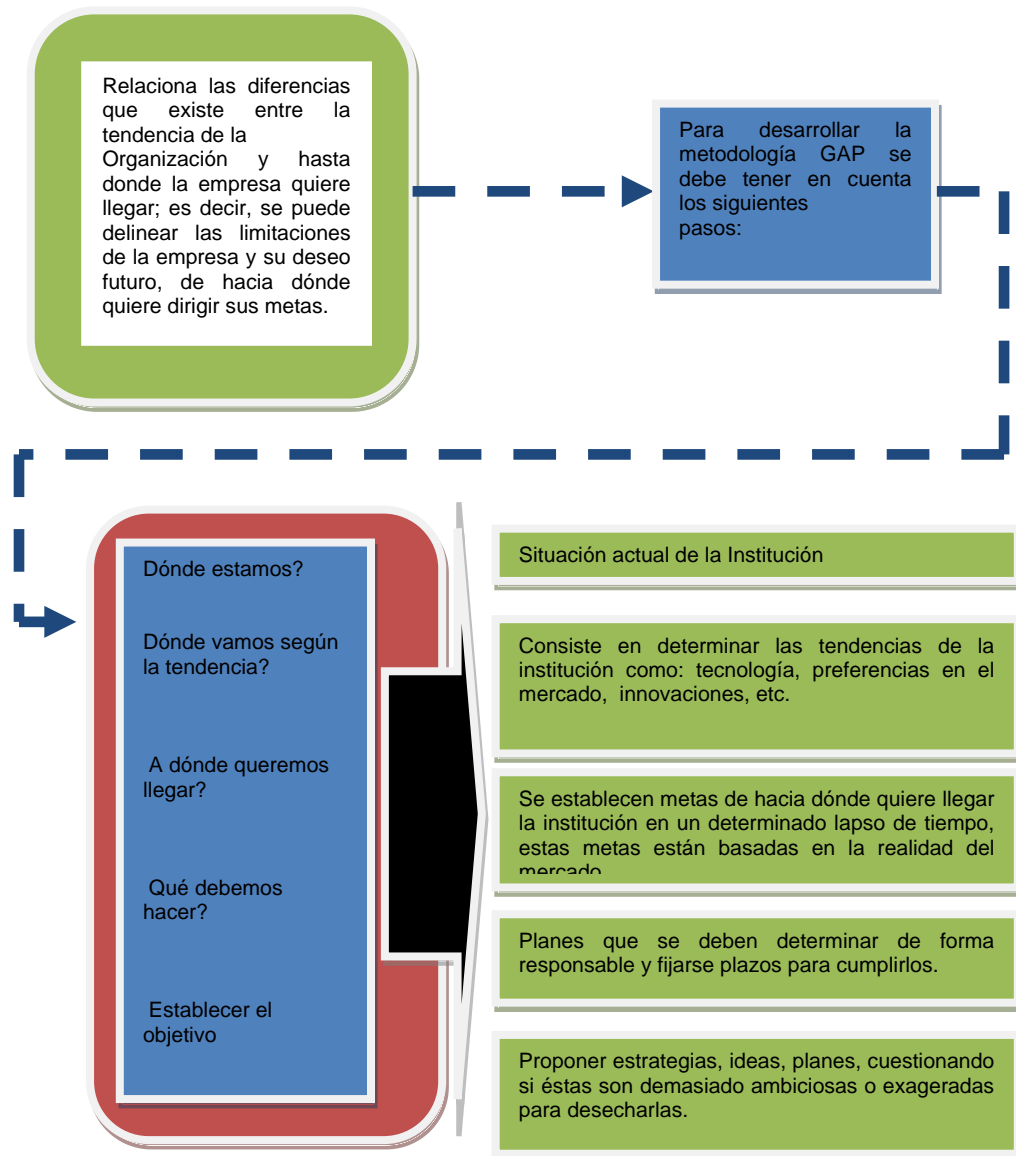 Relaciona las diferencias
que existe entre la
tendencia de la
Organización y hasta
donde la empresa quiere
llegar; es decir, se puede
delinear las limitaciones
de la empresa y su deseo
futuro, de hacia dónde
quiere dirigir sus metas.
Para desarrollar la
metodología GAP se
debe tener en cuenta
los siguientes
pasos:
Dónde estamos?
Dónde vamos según
la tendencia?
A dónde queremos
llegar?
Qué debemos
hacer?
Establecer el
objetivo
Situación actual de la Institución
Consiste en determinar las tendencias de la
institución como: tecnología, preferencias en el
mercado, innovaciones, etc.
Se establecen metas de hacia dónde quiere llegar
la institución en un determinado lapso de tiempo,
estas metas están basadas en la realidad del
mercado
Planes que se deben determinar de forma
responsable y fijarse plazos para cumplirlos.
Proponer estrategias, ideas, planes, cuestionando
si éstas son demasiado ambiciosas o exageradas
para desecharlas.